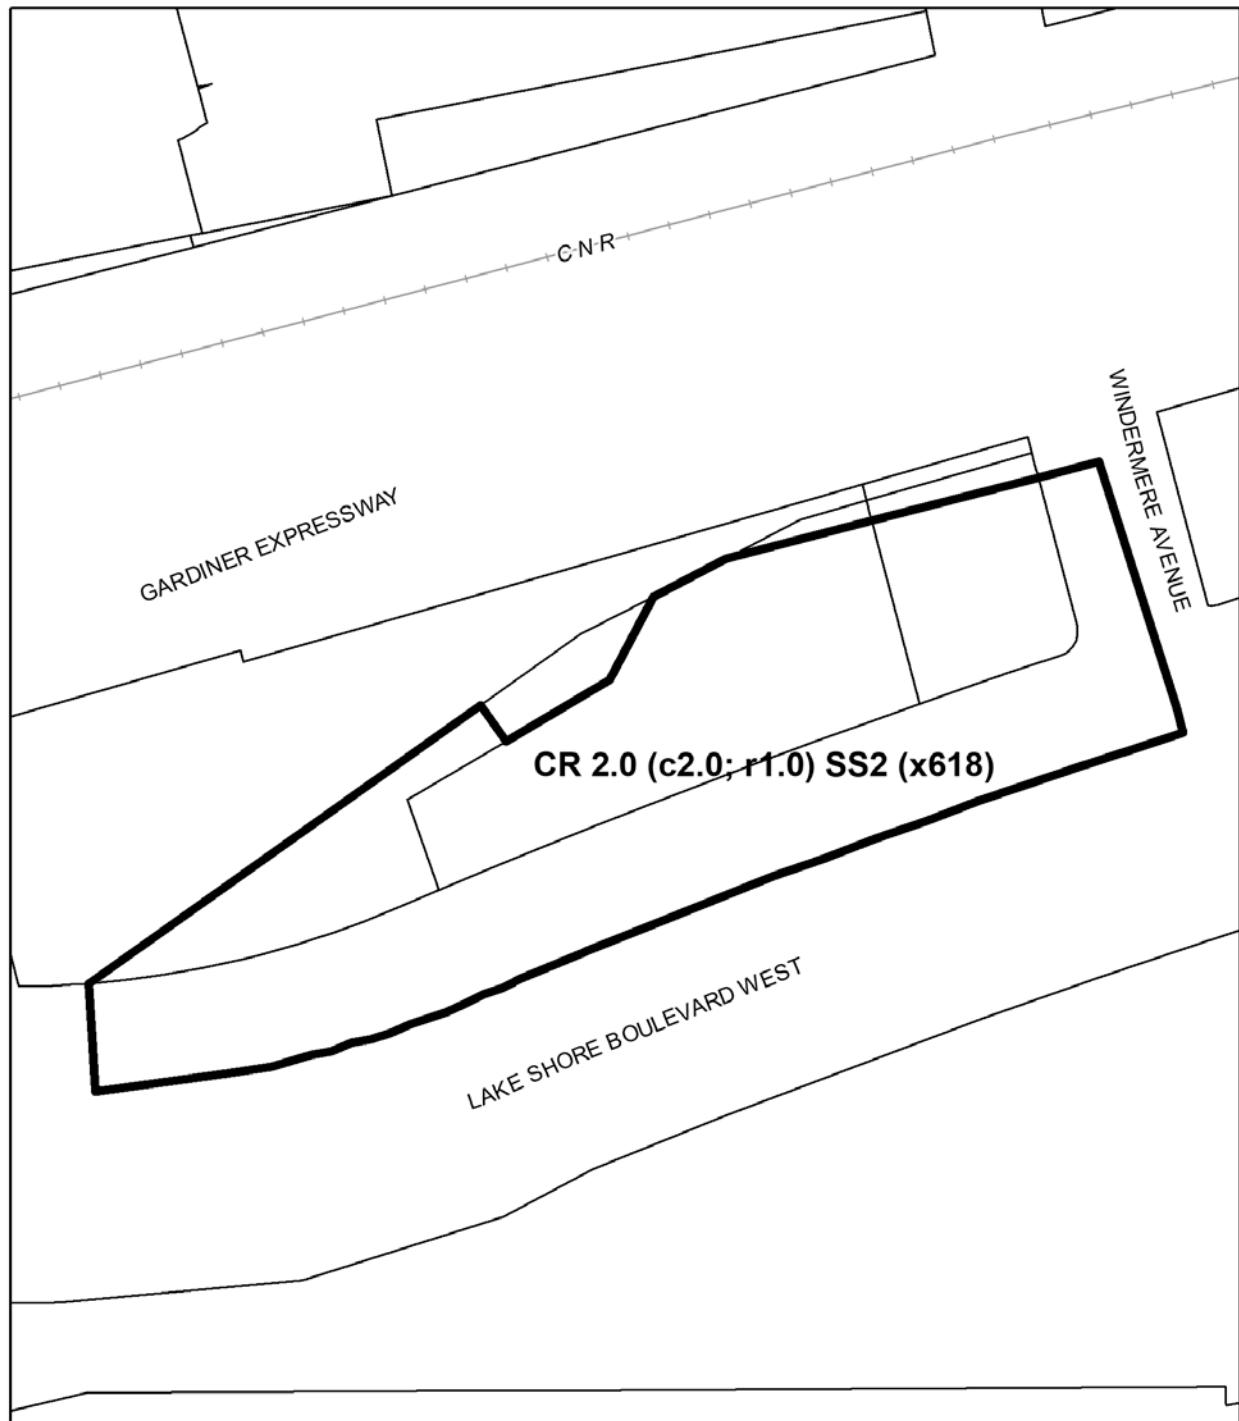 C N R
WINDERMERE AVENUE
GARDINER EXPRESSWAY
CR 2.0 (c2.0; r1.0) SS2 (x618)
LAKE SHORE BOULEVARD WEST